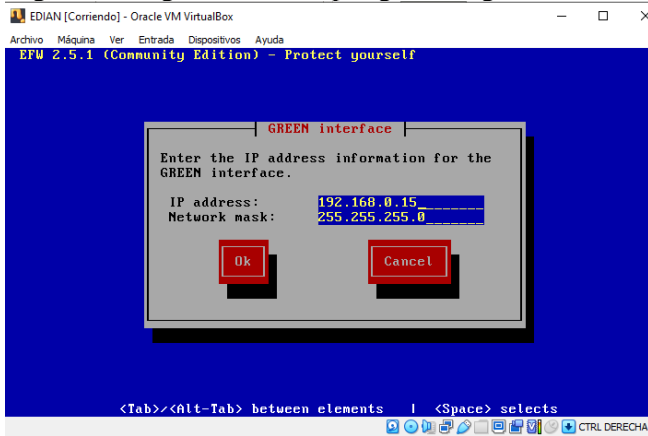 EDIAN [Corriendo] - Oracle VM VirtualBox
Archivo Máquina Ver Entrada Dispositivos Ayuda
EFW 2.5.1 (Community Edition) - Protect yourself
GREEN interface
Enter the IP address information for the
GREEN interface.
IP address: 192.168.0.15_______
Network mask: 255.255.255.0______
Ok Cancel
<Tab>/<Alt-Tab> between elements | <Space> selects
CTRL DERECHA